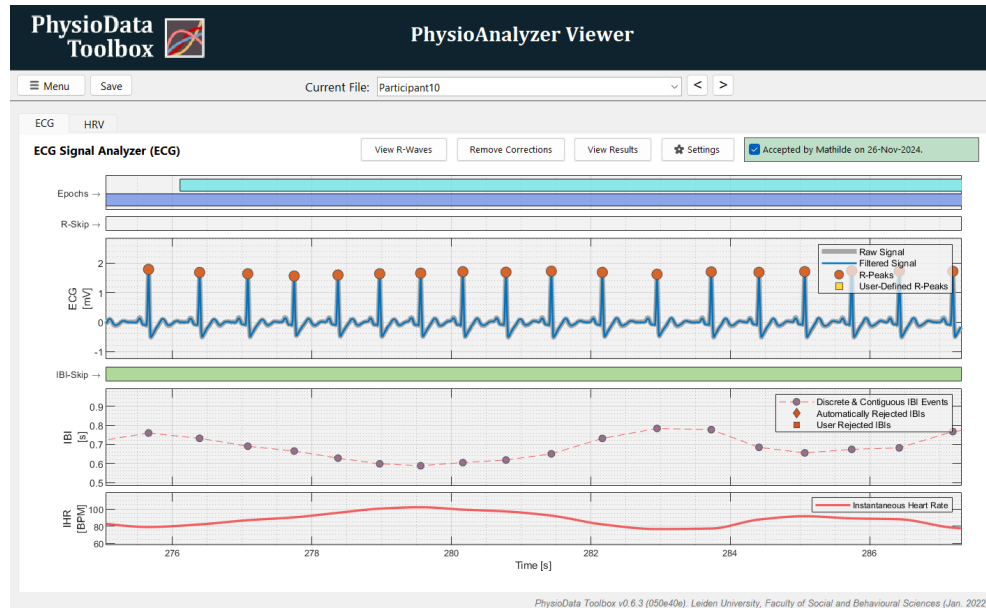 PhysioData
Toolbox
PhysioAnalyzer Viewer
☰ Menu
Save
Current File:
Participant10
<
>
ECG
HRV
ECG Signal Analyzer (ECG)
View R-Waves
Remove Corrections
View Results
Settings
Accepted by Mathilde on 26-Nov-2024.
Epochs →
R-Skip →
ECG
[mV]
2
1
0
-1
Raw Signal
Filtered Signal
R-Peaks
User-Defined R-Peaks
IBI-Skip →
IBI
[s]
0.9
0.8
0.7
0.6
0.5
Discrete & Contiguous IBI Events
Automatically Rejected IBIs
User Rejected IBIs
IHR
[BPM]
100
80
60
Instantaneous Heart Rate
276
278
280
282
284
286
Time [s]
PhysioData Toolbox v0.6.3 (050e40e). Leiden University, Faculty of Social and Behavioural Sciences (Jan. 2022